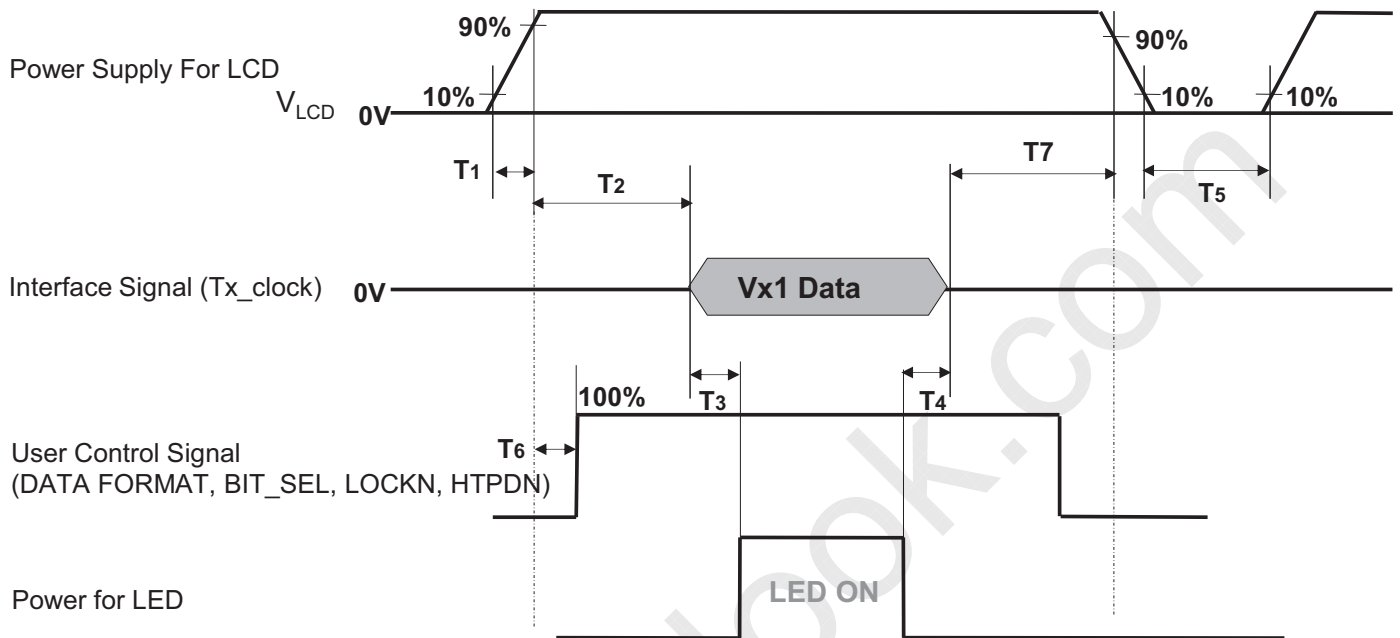 90%
90%
Power Supply For LCD
10%
10%
10%
VLCD
0V
T1
T2
T7
T5
Interface Signal (Tx_clock)
0V
Vx1 Data
100%
T3
T4
User Control Signal
T6
(DATA FORMAT, BIT_SEL, LOCKN, HTPDN)
LED ON
Power for LED
look.com